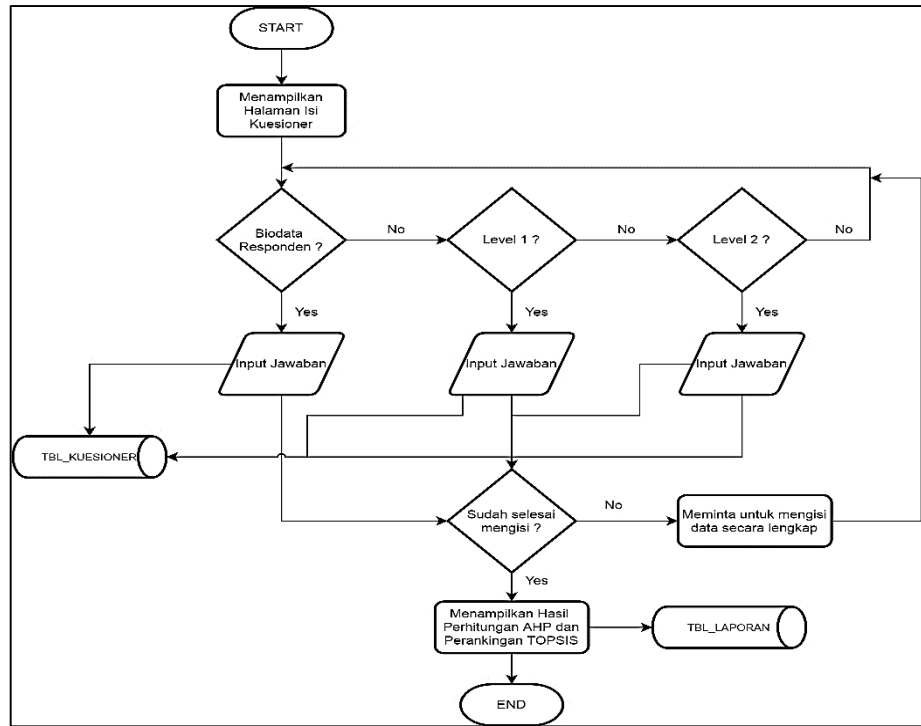 START
Menampilkan
Halaman Isi
Kuesioner
Biodata
Responden ?
No
Level 1 ?
No
Level 2 ?
No
Yes
Yes
Yes
Input Jawaban
Input Jawaban
Input Jawaban
TBL_KUESIONER
Sudah selesai
mengisi ?
No
Meminta untuk mengisi
data secara lengkap
Yes
Menampilkan Hasil
Perhitungan AHP dan
Perankingan TOPSIS
TBL_LAPORAN
END